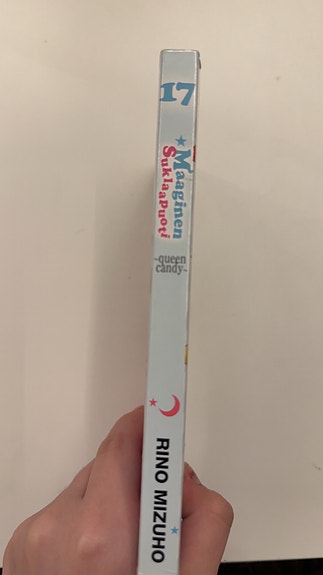 17
Maaginen
Suklaapuoti
~queen
candy~
RINO MIZUHO